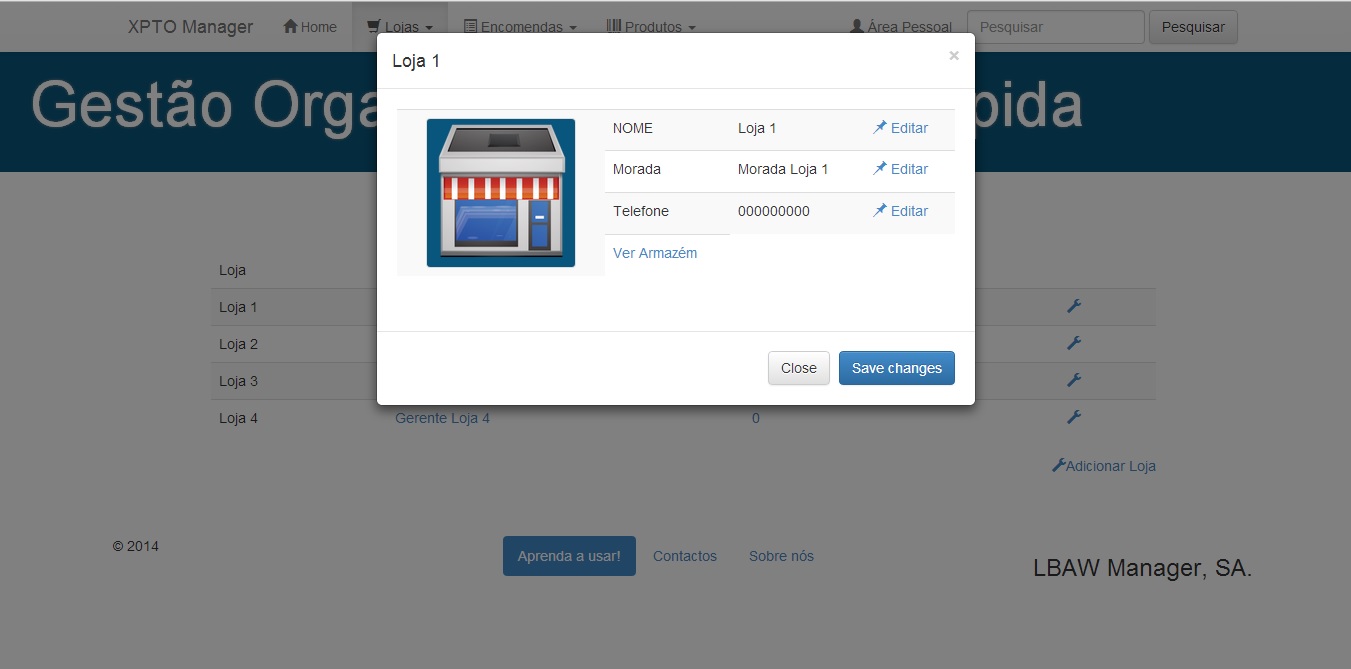 XPTO Manager Home Lojas Encomendas Produtos Área Pessoal Pesquisar Pesquisar
Gestão Orga pida
Loja 1 ×
NOME Loja 1 Editar
Morada Morada Loja 1 Editar
Telefone 000000000 Editar
Ver Armazém
Close Save changes
Loja
Loja 1
Loja 2
Loja 3
Loja 4 Gerente Loja 4 0
Adicionar Loja
© 2014 Aprenda a usar! Contactos Sobre nós
LBAW Manager, SA.